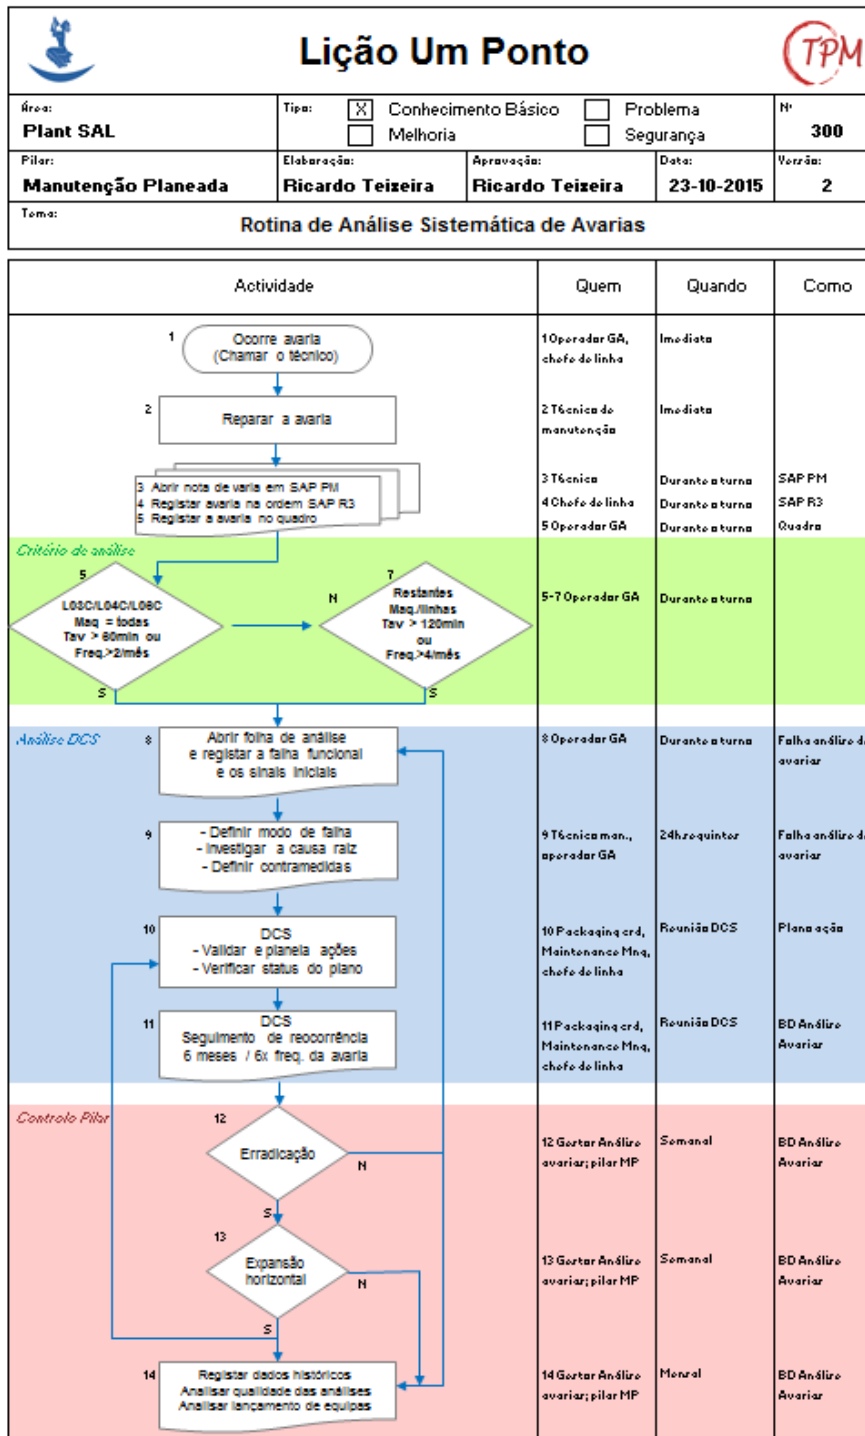 Lição Um Ponto
TPM
Área:
Plant SAL
Tipo:
X Conhecimento Básico
Problema
Melhoria
Segurança
Nº
300
Pilar:
Manutenção Planeada
Elaboração:
Ricardo Teixeira
Aprovação:
Ricardo Teixeira
Data:
23-10-2015
Versão:
2
Tema:
Rotina de Análise Sistemática de Avarias
Actividade
Quem
Quando
Como
1
Ocorre avaria
(Chamar o técnico)
1 Operador GA,
chefe de linha
Imediato
2
Reparar a avaria
2 Técnico de
manutenção
Imediato
3 Abrir nota de varia em SAP PM
4 Registar avaria na ordem SAP R3
5 Registar a avaria no quadro
3 Técnico
Durante o turno
SAP PM
4 Chefe de linha
Durante o turno
SAP R3
5 Operador GA
Durante o turno
Quadro
Critério de análise
5
L03C/L04C/L06C
Maq = todas
Tav > 60min ou
Freq.>2/mês
N
7
Restantes
Maq./linhas
Tav > 120min
ou
Freq.>4/mês
S
S
5-7 Operador GA
Durante o turno
Análise DCS
8
Abrir folha de análise
e registar a falha funcional
e os sinais iniciais
8 Operador GA
Durante o turno
Folha análise d
avarias
9
- Definir modo de falha
- Investigar a causa raiz
- Definir contramedidas
9 Técnico man.,
operador GA
24h seguintes
Folha análise d
avarias
10
DCS
- Validar e planeia ações
- Verificar status do plano
10 Packaging crd,
Maintenance Mng,
chefe de linha
Reunião DCS
Plano ação
11
DCS
Seguimento de reocorrência
6 meses / 6x freq. da avaria
11 Packaging crd,
Maintenance Mng,
chefe de linha
Reunião DCS
BD Análise
Avarias
Controlo Pilar
12
Erradicação
N
S
12 Gestor Análise
avarias; pilar MP
Semanal
BD Análise
Avarias
13
Expansão
horizontal
N
S
13 Gestor Análise
avarias; pilar MP
Semanal
BD Análise
Avarias
14
Registar dados históricos
Analisar qualidade das análises
Analisar lançamento de equipas
14 Gestor Análise
avarias; pilar MP
Mensal
BD Análise
Avarias